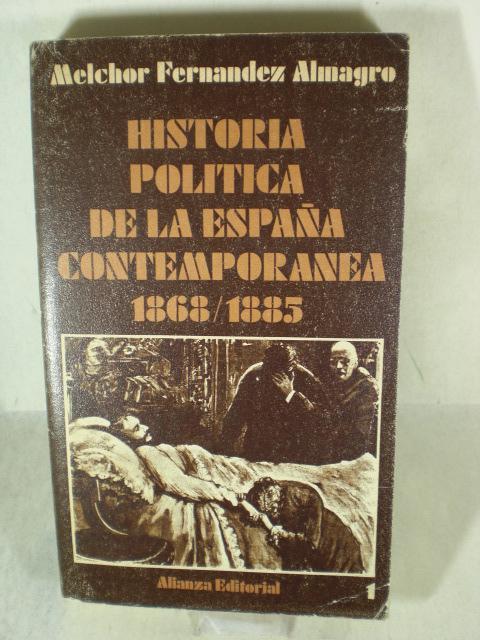 Melchor Fernandez Almagro
HISTORIA
POLITICA
DE LA ESPAÑA
CONTEMPORANEA
1868/1885
Alianza Editorial
1